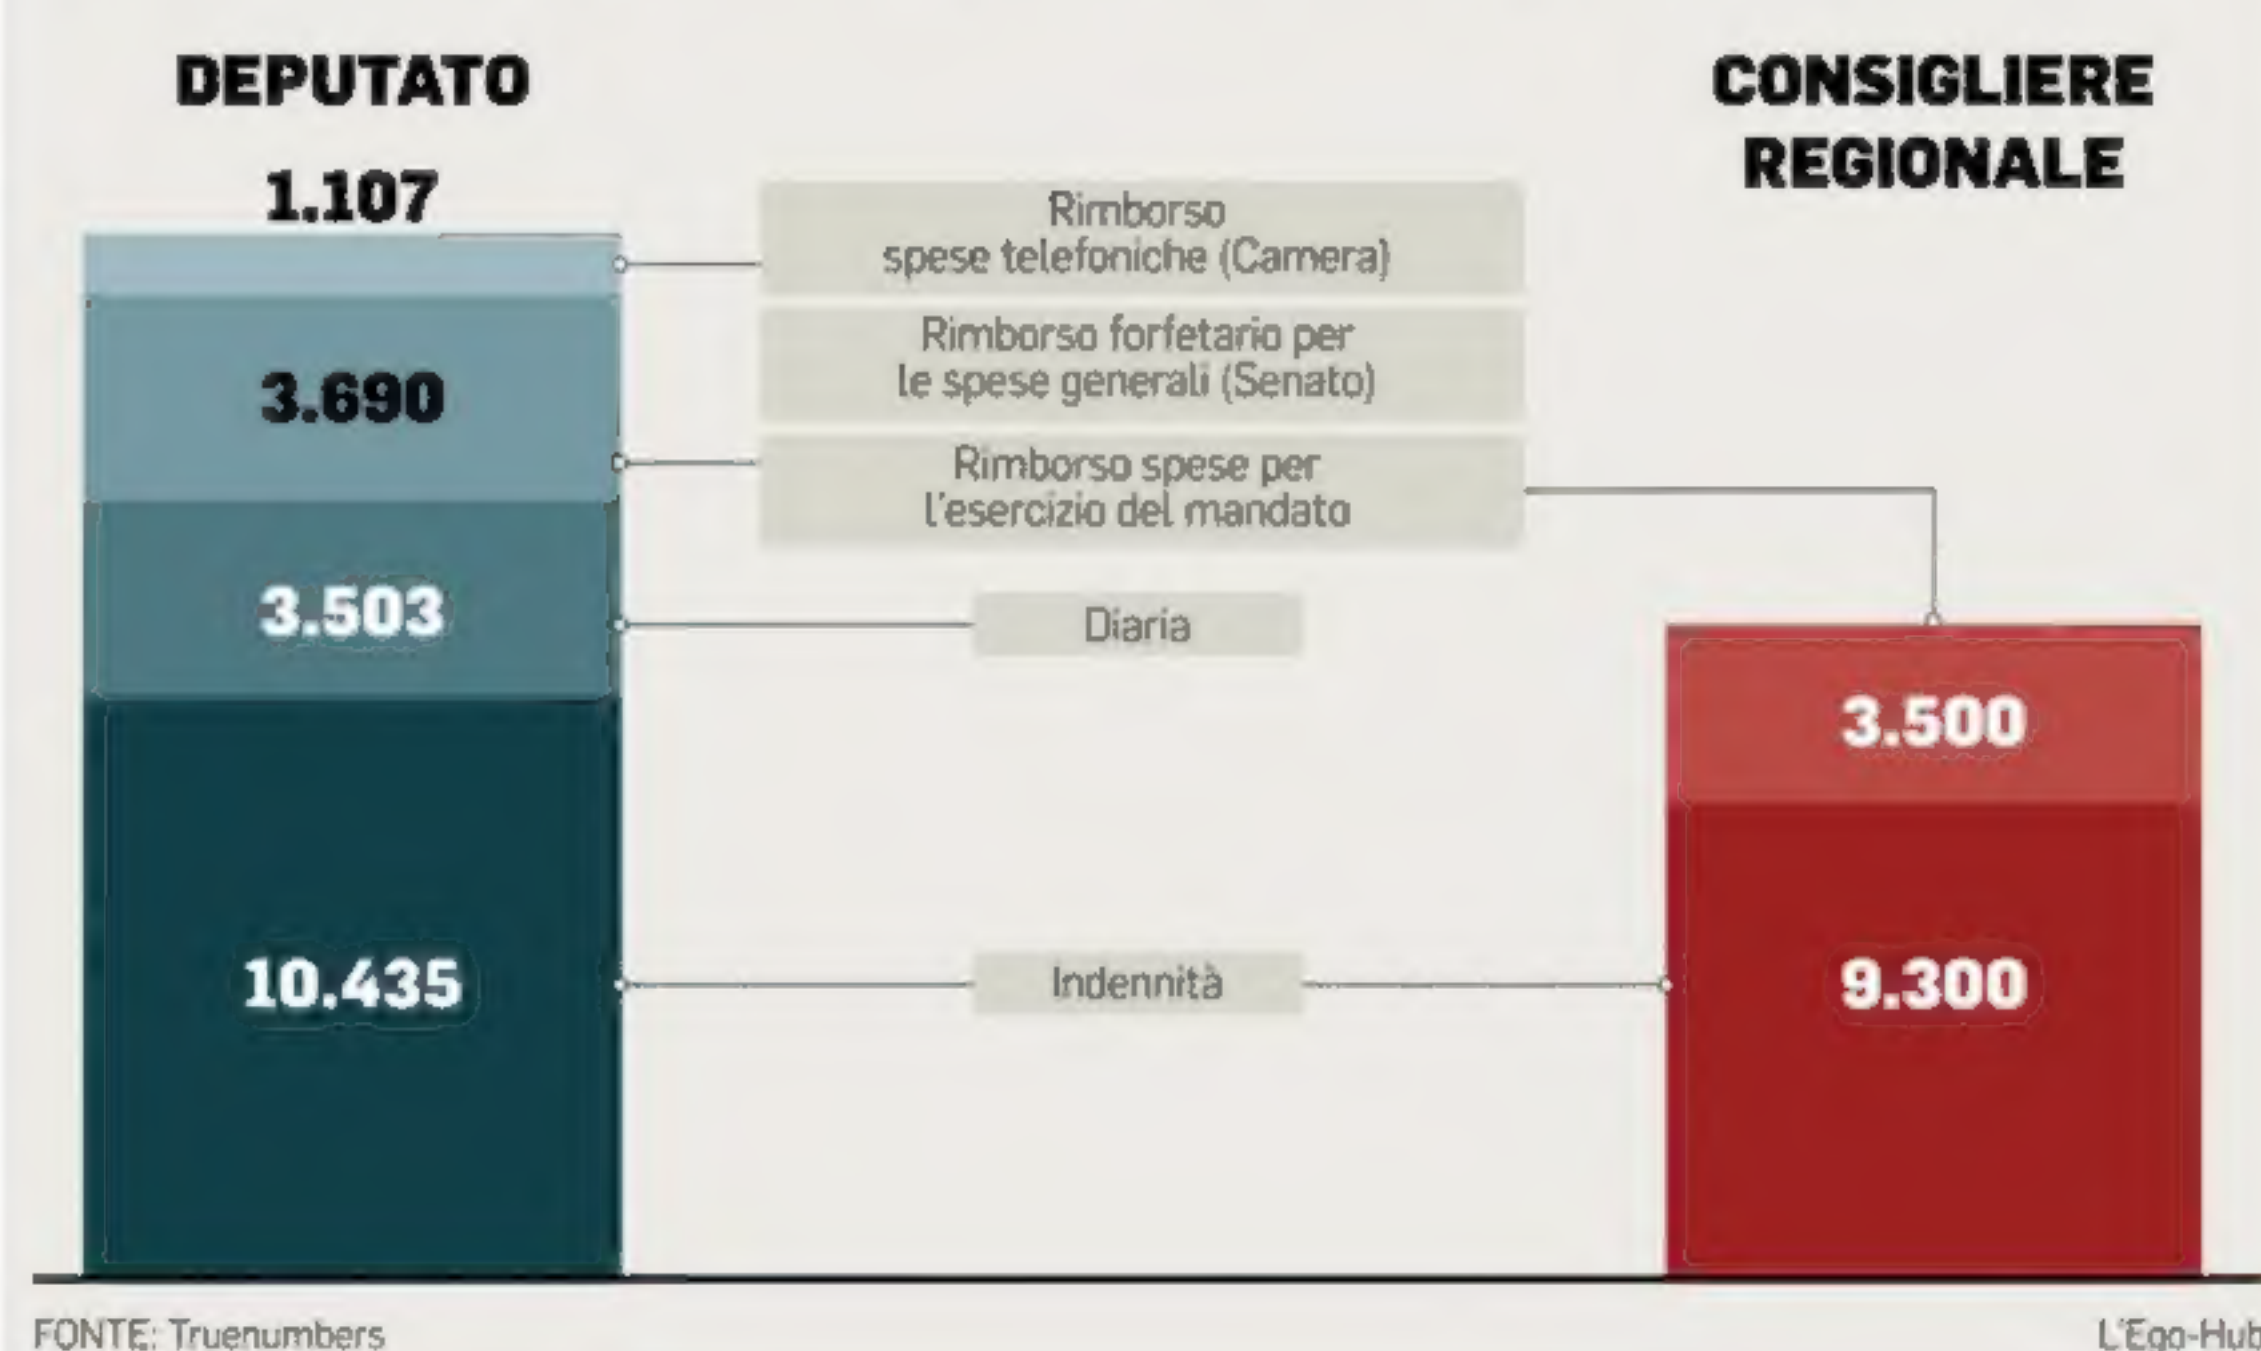 DEPUTATO
1.107
3.690
3.503
10.435
Rimborso
spese telefoniche (Camera)
Rimborso forfetario per
le spese generali (Senato)
Rimborso spese per
l'esercizio del mandato
Diaria
Indennità
CONSIGLIERE
REGIONALE
3.500
9.300
FONTE: Truenumbers
L'Ego-Hub